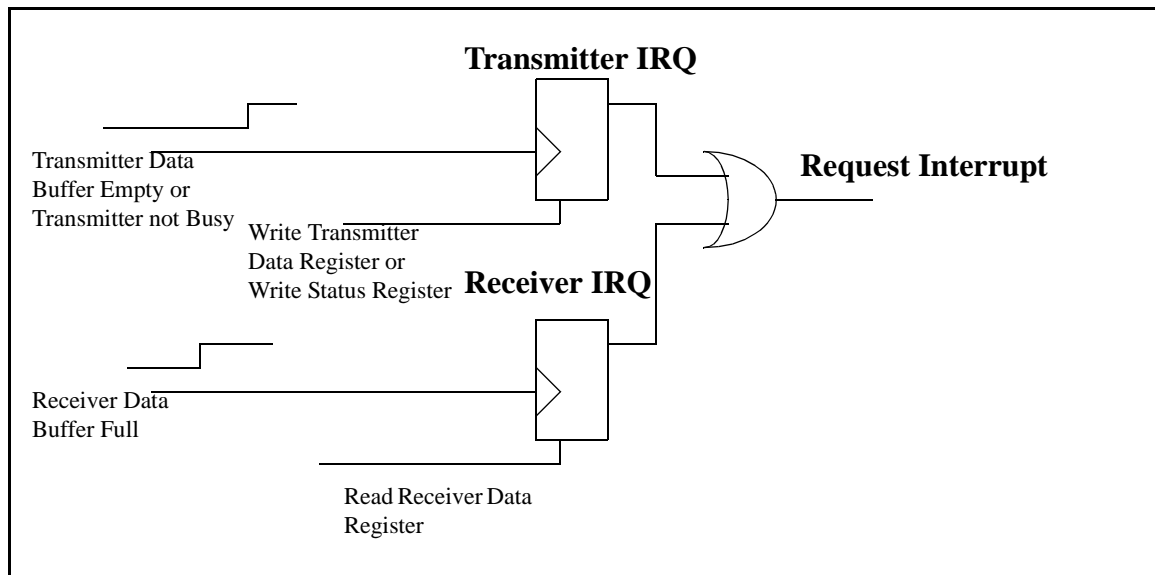 Transmitter IRQ
Transmitter Data
Buffer Empty or
Transmitter not Busy
Request Interrupt
Write Transmitter
Data Register or
Write Status Register
Receiver IRQ
Receiver Data
Buffer Full
Read Receiver Data
Register